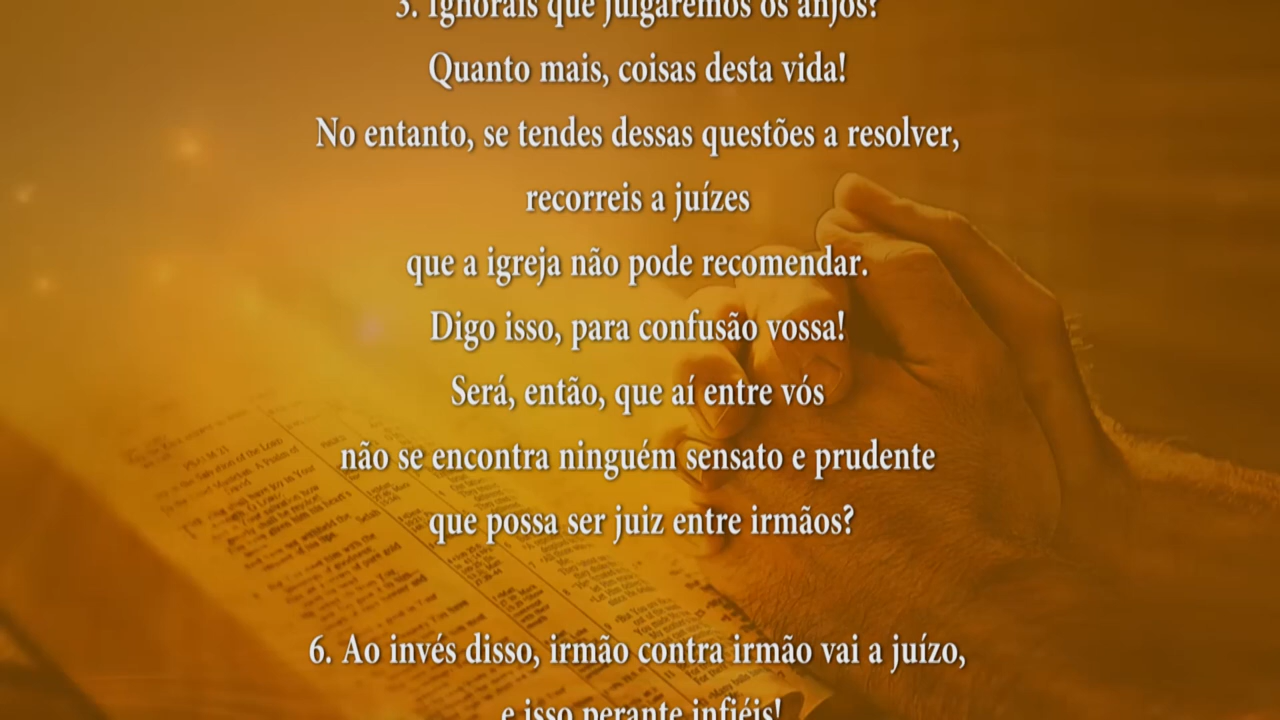 3. Ignorais que julgaremos os anjos?
Quanto mais, coisas desta vida!
No entanto, se tendes dessas questões a resolver,
recorreis a juízes
que a igreja não pode recomendar.
Digo isso, para confusão vossa!
Será, então, que aí entre vós
não se encontra ninguém sensato e prudente
que possa ser juiz entre irmãos?
6. Ao invés disso, irmão contra irmão vai a juízo,
e isso perante infiéis!